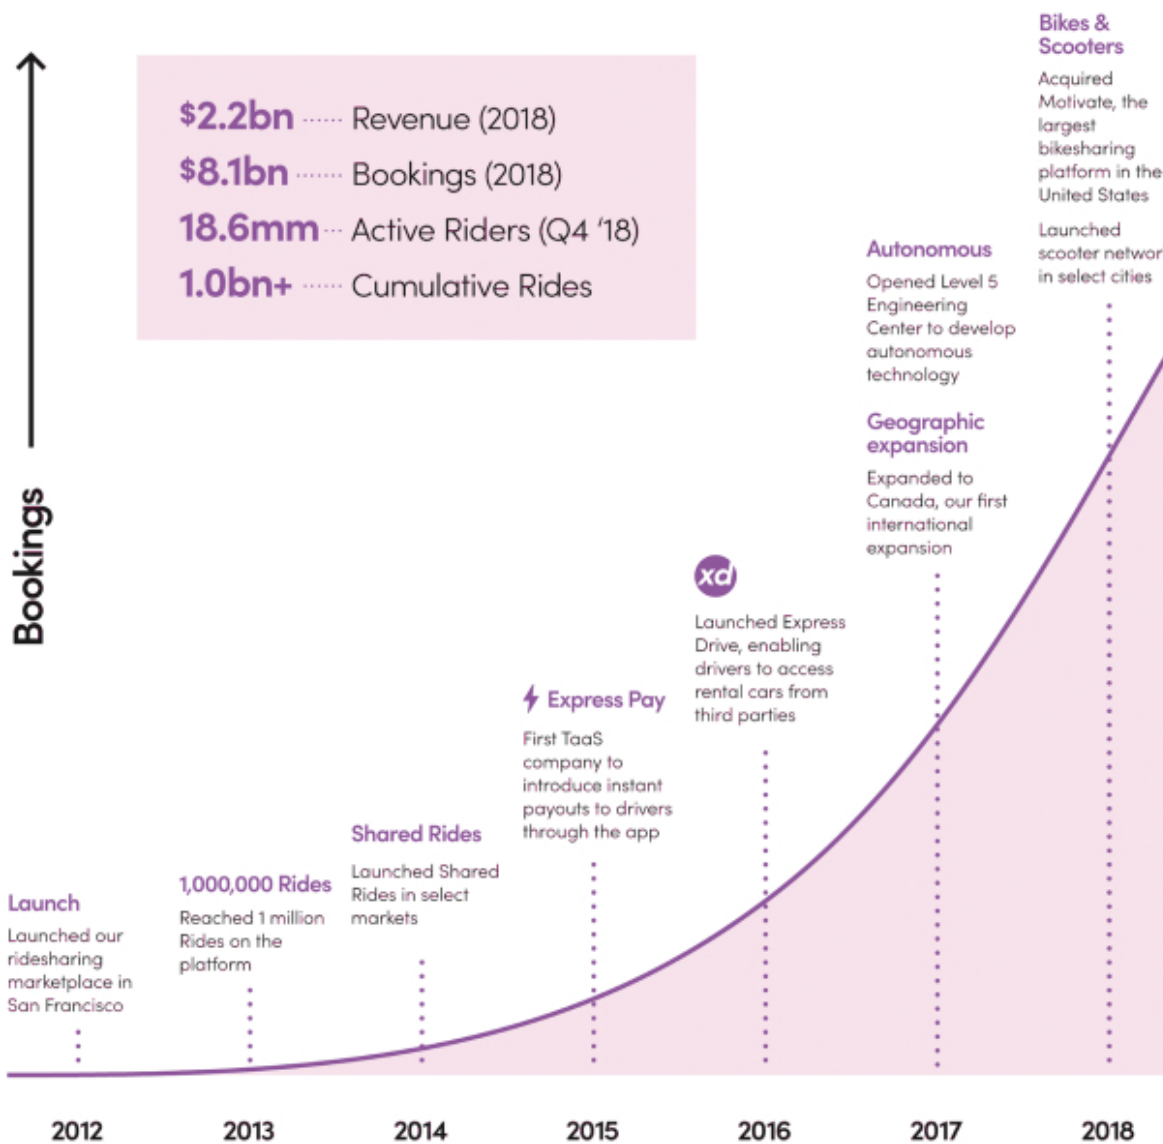 Bookings
$2.2bn ...... Revenue (2018)
$8.1bn ....... Bookings (2018)
18.6mm ... Active Riders (Q4 ‘18)
1.0bn+ ...... Cumulative Rides
Launch
Launched our
ridesharing
marketplace in
San Francisco
1,000,000 Rides
Reached 1 million
Rides on the
platform
Shared Rides
Launched Shared
Rides in select
markets
Express Pay
First TaaS
company to
introduce instant
payouts to drivers
through the app
xd
Launched Express
Drive, enabling
drivers to access
rental cars from
third parties
Autonomous
Opened Level 5
Engineering
Center to develop
autonomous
technology
Geographic
expansion
Expanded to
Canada, our first
international
expansion
Bikes &
Scooters
Acquired
Motivate, the
largest
bikesharing
platform in the
United States
Launched
scooter networ
in select cities
2012 2013 2014 2015 2016 2017 2018